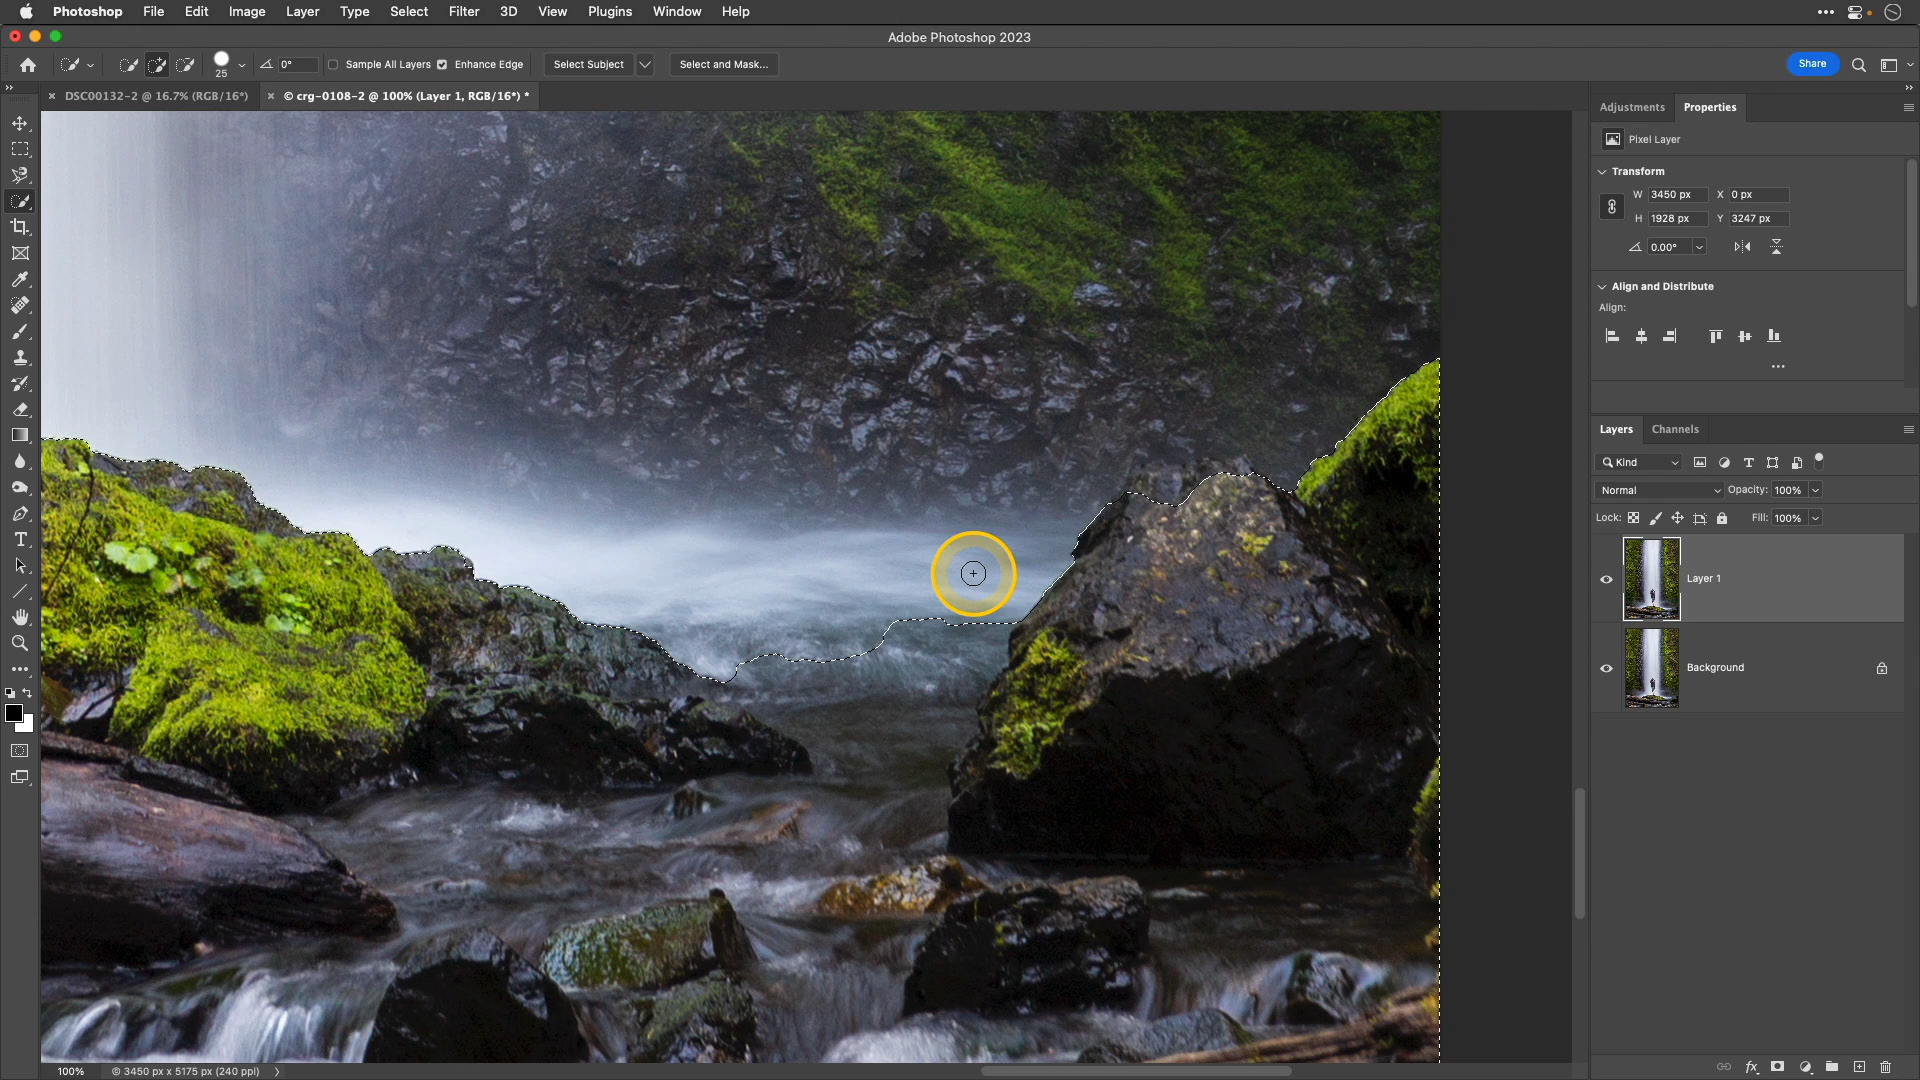 Photoshop File Edit Image Layer Type Select Filter 3D View Plugins Window Help
Adobe Photoshop 2023
25 0° Sample All Layers Enhance Edge Select Subject Select and Mask... Share
DSC00132-2 @ 16.7% (RGB/16*) © crg-0108-2 @ 100% (Layer 1, RGB/16*) *
Adjustments Properties
Pixel Layer
Transform
W 3450 px X 0 px
H 1928 px Y 3247 px
0.00°
Align and Distribute
Align:
Layers Channels
Kind
Normal Opacity: 100%
Lock: Fill: 100%
Layer 1
Background
100% © 3450 px x 5175 px (240 ppi)